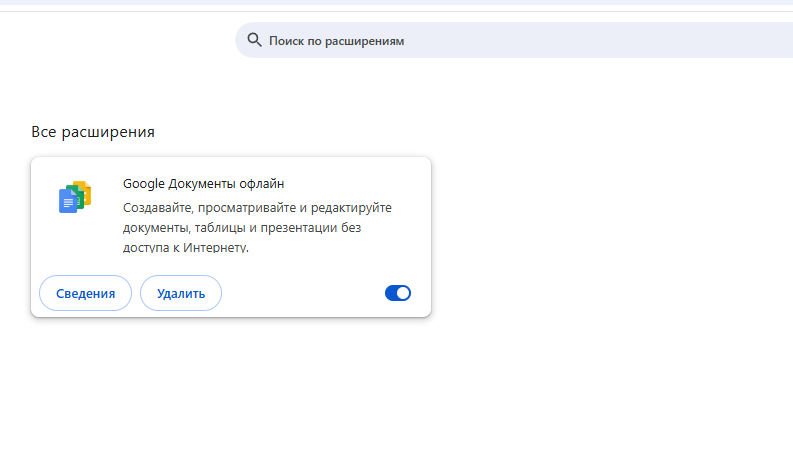 Поиск по расширениям
Все расширения
Google Документы офлайн
Создавайте, просматривайте и редактируйте
документы, таблицы и презентации без
доступа к Интернету.
Сведения
Удалить